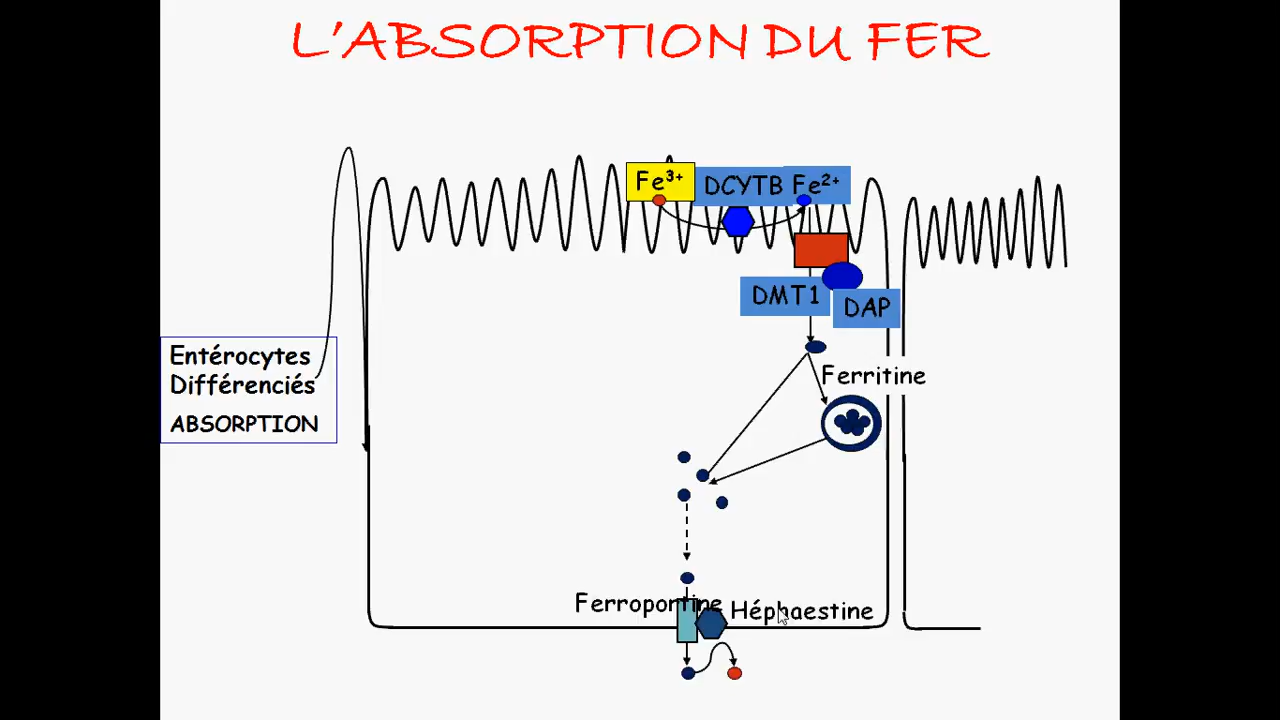 L'ABSORPTION DU FER
Fe³⁺
DCYTB
Fe²⁺
DMT1
DAP
Entérocytes
Différenciés
ABSORPTION
Ferritine
Ferroportine
Héphaestine